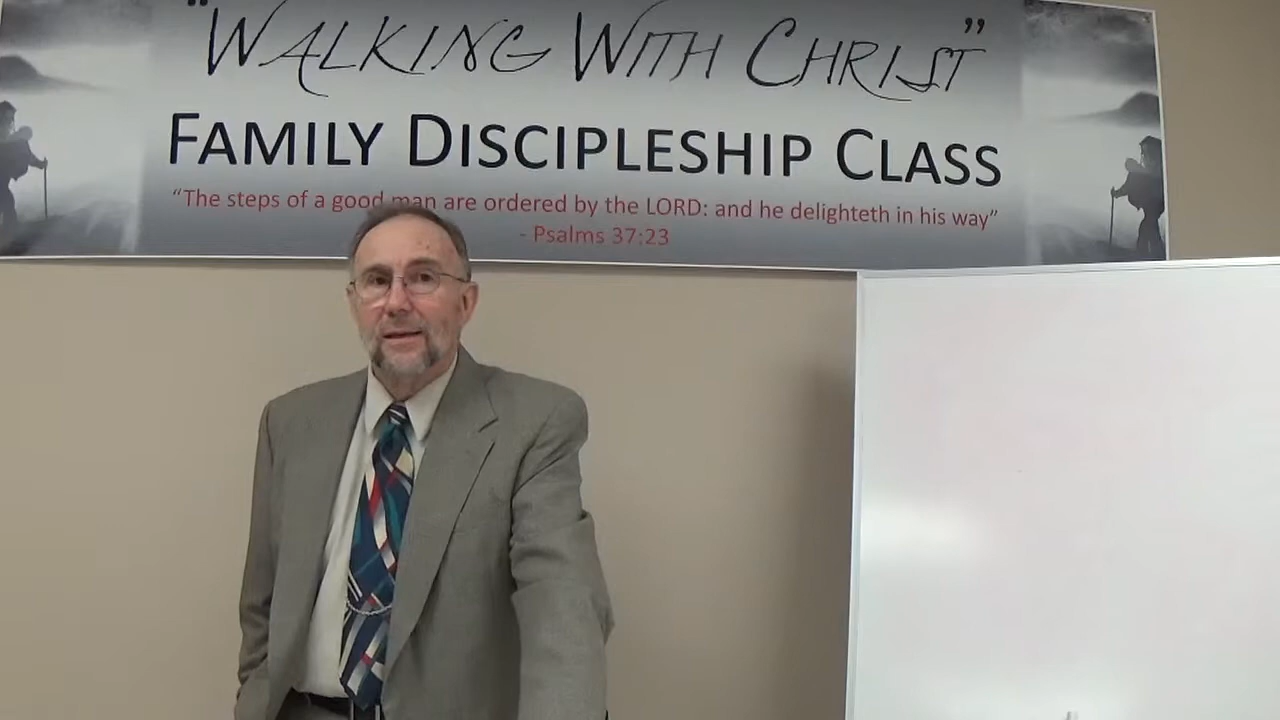 "WALKING WITH CHRIST"
FAMILY DISCIPLESHIP CLASS
"The steps of a good man are ordered by the LORD: and he delighteth in his way"
- Psalms 37:23